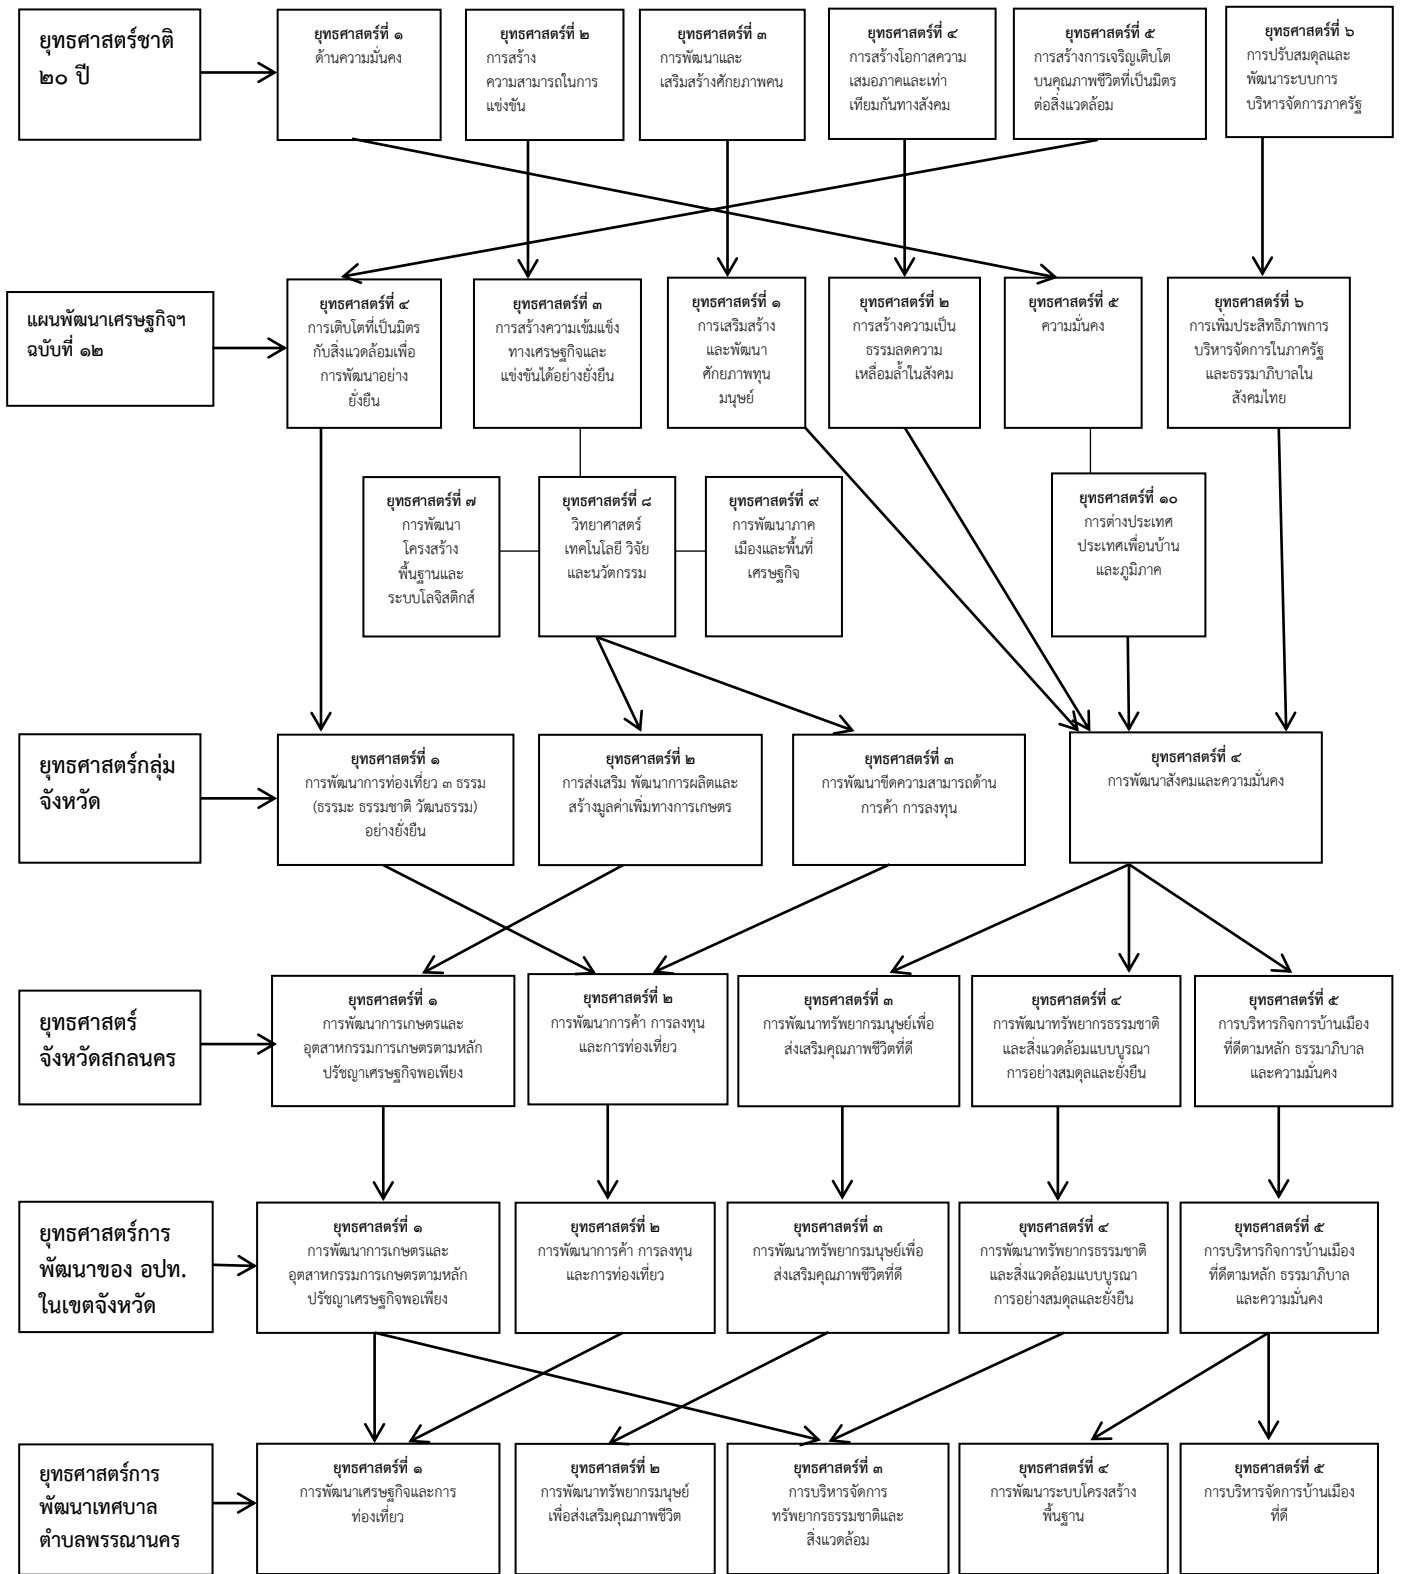 ยุทธศาสตร์ชาติ
๒๐ ปี
ยุทธศาสตร์ที่ ๑
ด้านความมั่นคง
ยุทธศาสตร์ที่ ๒
การสร้าง
ความสามารถในการ
แข่งขัน
ยุทธศาสตร์ที่ ๓
การพัฒนาและ
เสริมสร้างศักยภาพคน
ยุทธศาสตร์ที่ ๔
การสร้างโอกาสความ
เสมอภาคและเท่า
เทียมกันทางสังคม
ยุทธศาสตร์ที่ ๕
การสร้างการเจริญเติบโต
บนคุณภาพชีวิตที่เป็นมิตร
ต่อสิ่งแวดล้อม
ยุทธศาสตร์ที่ ๖
การปรับสมดุลและ
พัฒนาระบบการ
บริหารจัดการภาครัฐ
แผนพัฒนาเศรษฐกิจฯ
ฉบับที่ ๑๒
ยุทธศาสตร์ที่ ๔
การเติบโตที่เป็นมิตร
กับสิ่งแวดล้อมเพื่อ
การพัฒนาอย่าง
ยั่งยืน
ยุทธศาสตร์ที่ ๓
การสร้างความเข้มแข็ง
ทางเศรษฐกิจและ
แข่งขันได้อย่างยั่งยืน
ยุทธศาสตร์ที่ ๑
การเสริมสร้าง
และพัฒนา
ศักยภาพทุน
มนุษย์
ยุทธศาสตร์ที่ ๒
การสร้างความเป็น
ธรรมลดความ
เหลื่อมล้ำในสังคม
ยุทธศาสตร์ที่ ๕
ความมั่นคง
ยุทธศาสตร์ที่ ๖
การเพิ่มประสิทธิภาพการ
บริหารจัดการในภาครัฐ
และธรรมาภิบาลใน
สังคมไทย
ยุทธศาสตร์ที่ ๗
การพัฒนา
โครงสร้าง
พื้นฐานและ
ระบบโลจิสติกส์
ยุทธศาสตร์ที่ ๘
วิทยาศาสตร์
เทคโนโลยี วิจัย
และนวัตกรรม
ยุทธศาสตร์ที่ ๙
การพัฒนาภาค
เมืองและพื้นที่
เศรษฐกิจ
ยุทธศาสตร์ที่ ๑๐
การต่างประเทศ
ประเทศเพื่อนบ้าน
และภูมิภาค
ยุทธศาสตร์กลุ่ม
จังหวัด
ยุทธศาสตร์ที่ ๑
การพัฒนาการท่องเที่ยว ๓ ธรรม
(ธรรมะ ธรรมชาติ วัฒนธรรม)
อย่างยั่งยืน
ยุทธศาสตร์ที่ ๒
การส่งเสริม พัฒนาการผลิตและ
สร้างมูลค่าเพิ่มทางการเกษตร
ยุทธศาสตร์ที่ ๓
การพัฒนาขีดความสามารถด้าน
การค้า การลงทุน
ยุทธศาสตร์ที่ ๔
การพัฒนาสังคมและความมั่นคง
ยุทธศาสตร์
จังหวัดสกลนคร
ยุทธศาสตร์ที่ ๑
การพัฒนาการเกษตรและ
อุตสาหกรรมการเกษตรตามหลัก
ปรัชญาเศรษฐกิจพอเพียง
ยุทธศาสตร์ที่ ๒
การพัฒนาการค้า การลงทุน
และการท่องเที่ยว
ยุทธศาสตร์ที่ ๓
การพัฒนาทรัพยากรมนุษย์เพื่อ
ส่งเสริมคุณภาพชีวิตที่ดี
ยุทธศาสตร์ที่ ๔
การพัฒนาทรัพยากรธรรมชาติ
และสิ่งแวดล้อมแบบบูรณา
การอย่างสมดุลและยั่งยืน
ยุทธศาสตร์ที่ ๕
การบริหารกิจการบ้านเมือง
ที่ดีตามหลัก ธรรมาภิบาล
และความมั่นคง
ยุทธศาสตร์การ
พัฒนาของ อปท.
ในเขตจังหวัด
ยุทธศาสตร์ที่ ๑
การพัฒนาการเกษตรและ
อุตสาหกรรมการเกษตรตามหลัก
ปรัชญาเศรษฐกิจพอเพียง
ยุทธศาสตร์ที่ ๒
การพัฒนาการค้า การลงทุน
และการท่องเที่ยว
ยุทธศาสตร์ที่ ๓
การพัฒนาทรัพยากรมนุษย์เพื่อ
ส่งเสริมคุณภาพชีวิตที่ดี
ยุทธศาสตร์ที่ ๔
การพัฒนาทรัพยากรธรรมชาติ
และสิ่งแวดล้อมแบบบูรณา
การอย่างสมดุลและยั่งยืน
ยุทธศาสตร์ที่ ๕
การบริหารกิจการบ้านเมือง
ที่ดีตามหลัก ธรรมาภิบาล
และความมั่นคง
ยุทธศาสตร์การ
พัฒนาเทศบาล
ตำบลพรรณานคร
ยุทธศาสตร์ที่ ๑
การพัฒนาเศรษฐกิจและการ
ท่องเที่ยว
ยุทธศาสตร์ที่ ๒
การพัฒนาทรัพยากรมนุษย์
เพื่อส่งเสริมคุณภาพชีวิต
ยุทธศาสตร์ที่ ๓
การบริหารจัดการ
ทรัพยากรธรรมชาติและ
สิ่งแวดล้อม
ยุทธศาสตร์ที่ ๔
การพัฒนาระบบโครงสร้าง
พื้นฐาน
ยุทธศาสตร์ที่ ๕
การบริหารจัดการบ้านเมือง
ที่ดี